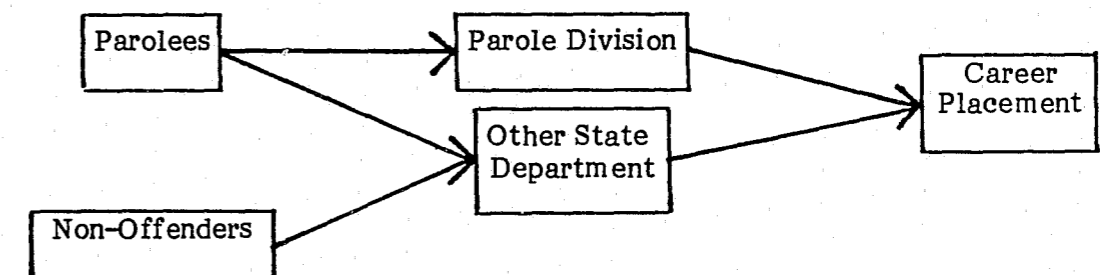 Parolees
Parole Division
Career
Placement
Other State
Department
Non-Offenders